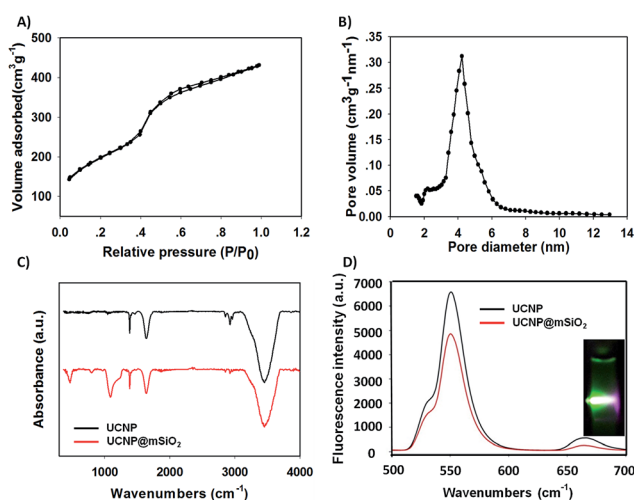 A)
Volume adsorbed(cm³g⁻¹)
500
400
300
200
100
0.0 0.2 0.4 0.6 0.8 1.0 1.2
Relative pressure (P/P₀)
B)
Pore volume (cm³g⁻¹nm⁻¹)
.35
.30
.25
.20
.15
.10
.05
.00
0 2 4 6 8 10 12 14
Pore diameter (nm)
C)
Absorbance (a.u.)
UCNP
UCNP@mSiO₂
1000 2000 3000 4000
Wavenumbers (cm⁻¹)
D)
Fluorescence intensity (a.u.)
7000
6000
5000
4000
3000
2000
1000
0
UCNP
UCNP@mSiO₂
500 550 600 650 700
Wavenumbers (cm⁻¹)